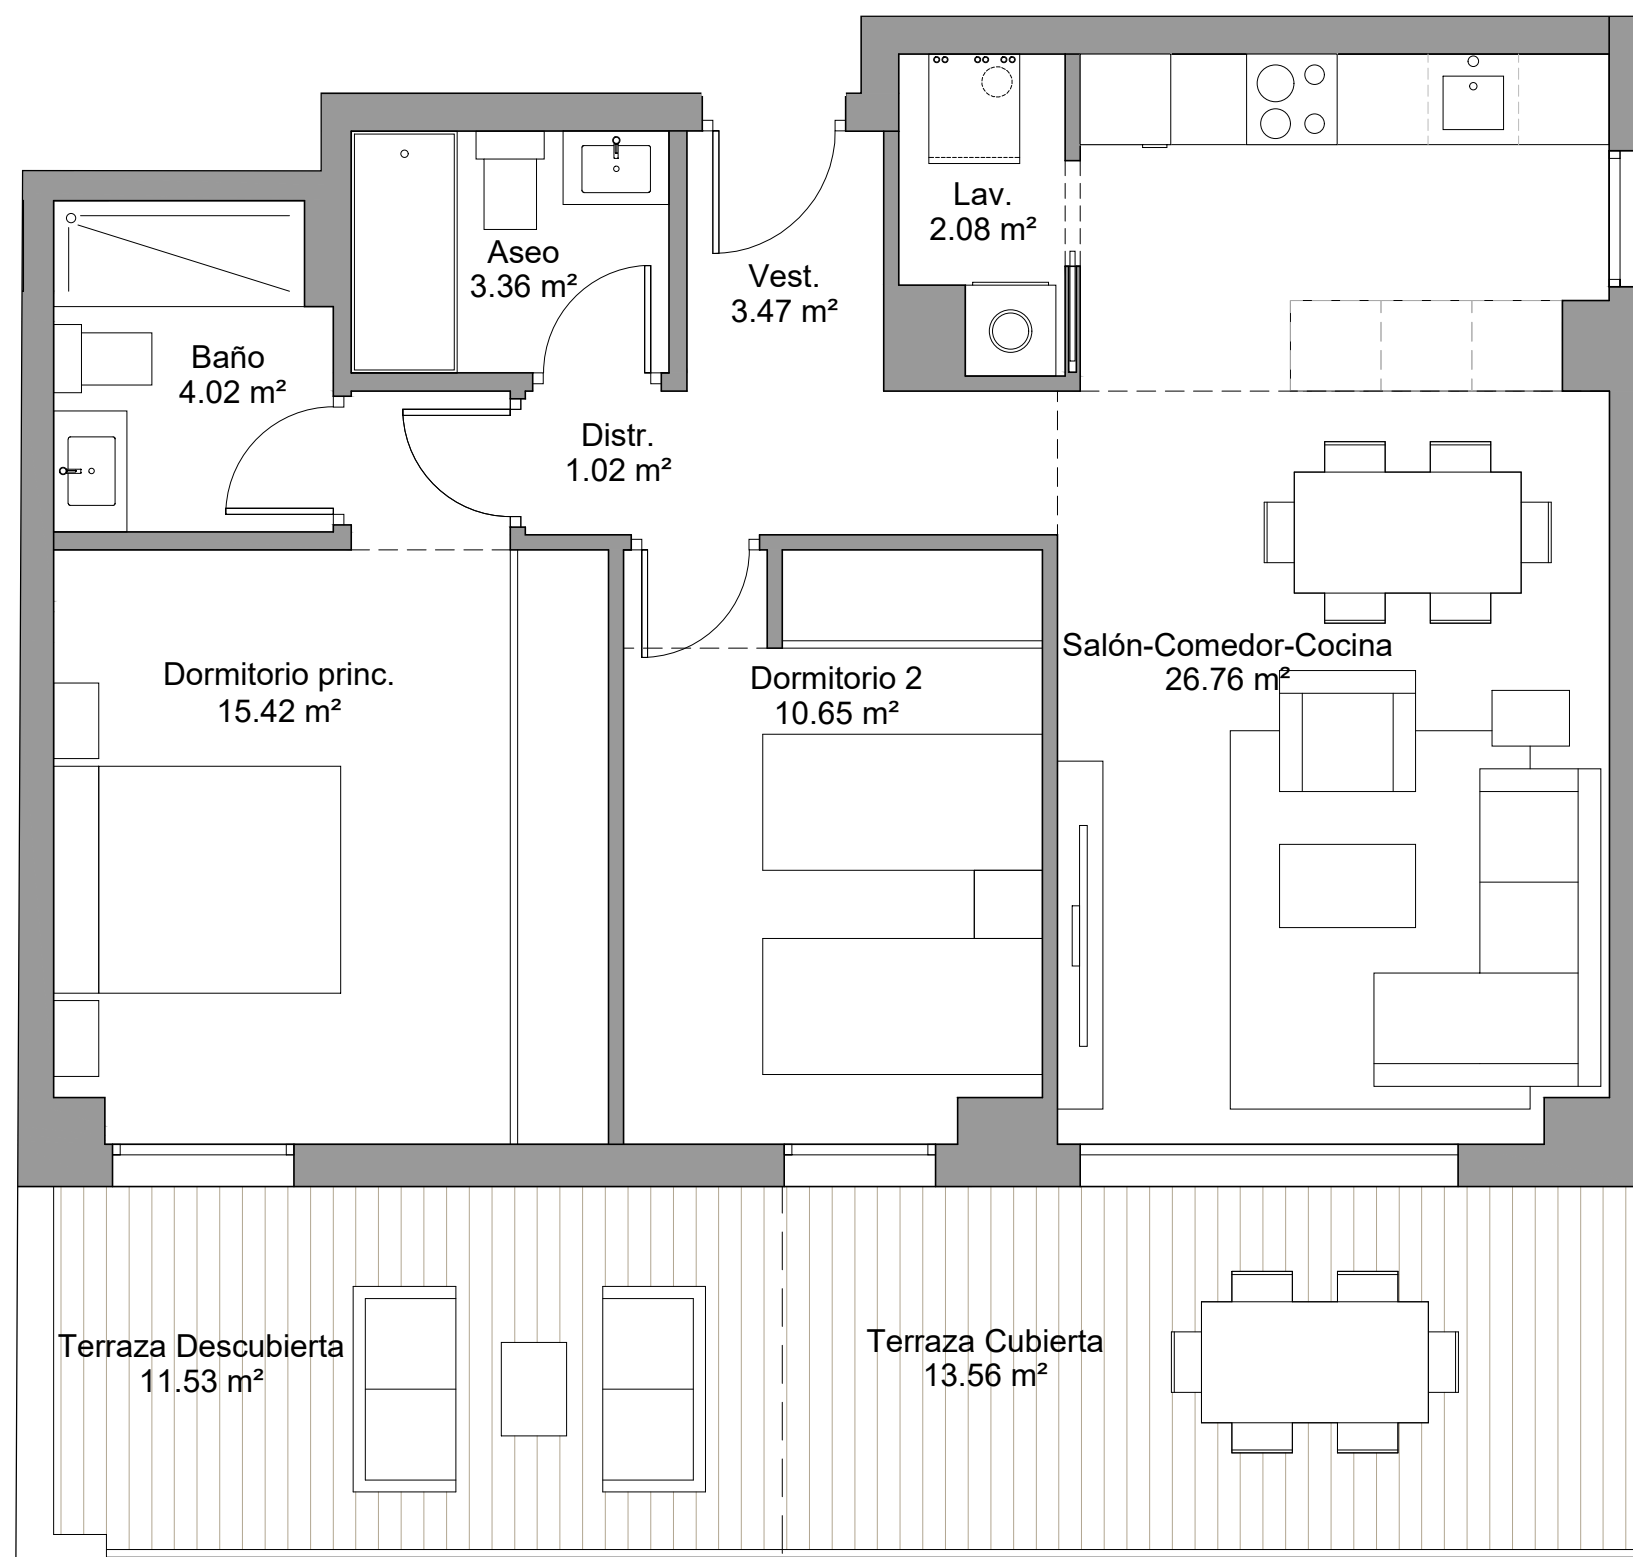 Lav.
2.08 m²
Aseo
3.36 m²
Vest.
3.47 m²
Baño
4.02 m²
Distr.
1.02 m²
Salón-Comedor-Cocina
26.76 m²
Dormitorio princ.
15.42 m²
Dormitorio 2
10.65 m²
Terraza Descubierta
11.53 m²
Terraza Cubierta
13.56 m²